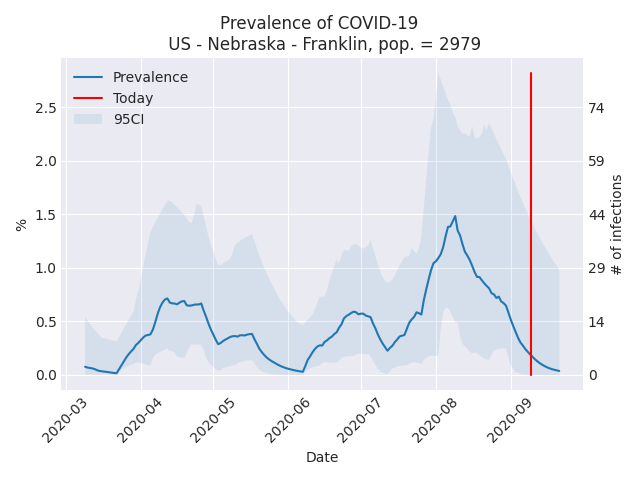 Prevalence of COVID-19
US - Nebraska - Franklin, pop. = 2979
Prevalence
Today
95CI
2.5
2.0
1.5
1.0
0.5
0.0
%
74
59
44
29
14
0
# of infections
2020-03
2020-04
2020-05
2020-06
2020-07
2020-08
2020-09
Date